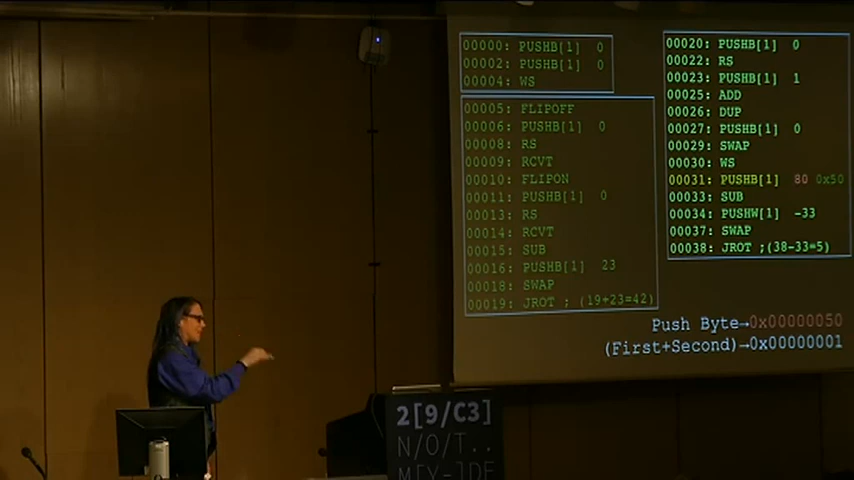 00000: PUSHB[1] 0
00002: PUSHB[1] 0
00004: WS
00005: FLIPOFF
00006: PUSHB[1] 0
00008: RS
00009: RCVT
00010: FLIPON
00011: PUSHB[1] 0
00013: RS
00014: RCVT
00015: SUB
00016: PUSHB[1] 23
00018: SWAP
00019: JROT ; (19+23=42)
00020: PUSHB[1] 0
00022: RS
00023: PUSHB[1] 1
00025: ADD
00026: DUP
00027: PUSHB[1] 0
00029: SWAP
00030: WS
00031: PUSHB[1] 80 0x50
00033: SUB
00034: PUSHW[1] -33
00037: SWAP
00038: JROT ;(38-33=5)
Push Byte→0x00000050
(First+Second)→0x00000001
2[9/C3]
N/O/T..